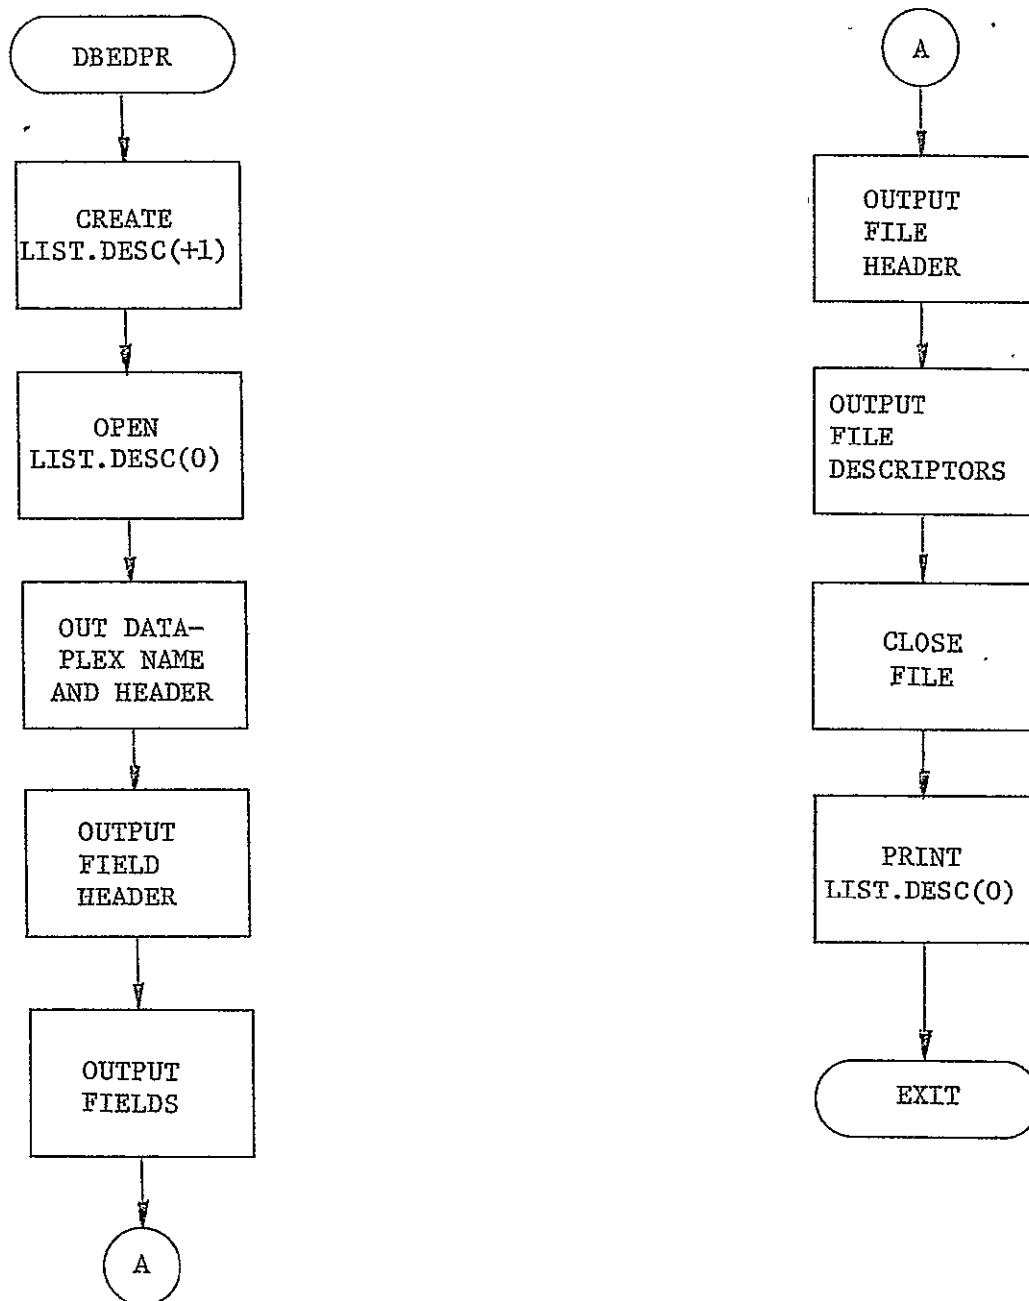 DBEDPR
CREATE
LIST.DESC(+1)
OPEN
LIST.DESC(0)
OUT DATA-
PLEX NAME
AND HEADER
OUTPUT
FIELD
HEADER
OUTPUT
FIELDS
A
A
OUTPUT
FILE
HEADER
OUTPUT
FILE
DESCRIPTORS
CLOSE
FILE
PRINT
LIST.DESC(0)
EXIT